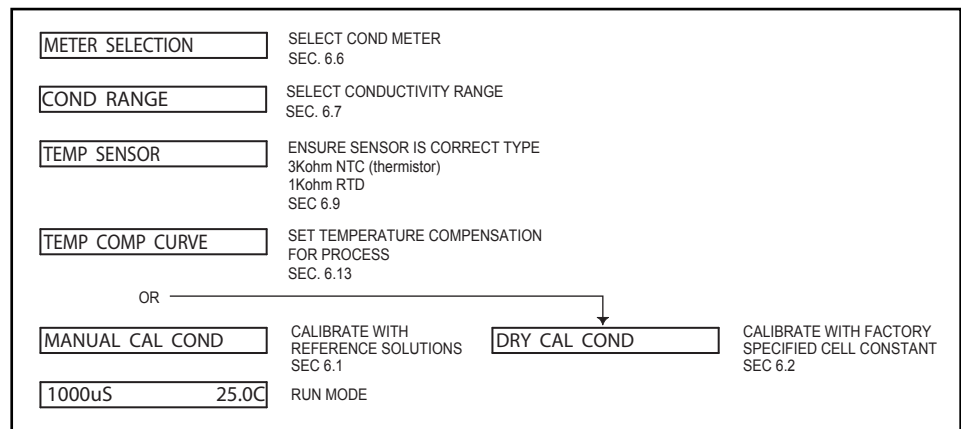 METER SELECTION
SELECT COND METER
SEC. 6.6
COND RANGE
SELECT CONDUCTIVITY RANGE
SEC. 6.7
TEMP SENSOR
ENSURE SENSOR IS CORRECT TYPE
3Kohm NTC (thermistor)
1Kohm RTD
SEC 6.9
TEMP COMP CURVE
SET TEMPERATURE COMPENSATION
FOR PROCESS
SEC. 6.13
OR
MANUAL CAL COND
CALIBRATE WITH
REFERENCE SOLUTIONS
SEC 6.1
DRY CAL COND
CALIBRATE WITH FACTORY
SPECIFIED CELL CONSTANT
SEC 6.2
1000uS 25.0C
RUN MODE